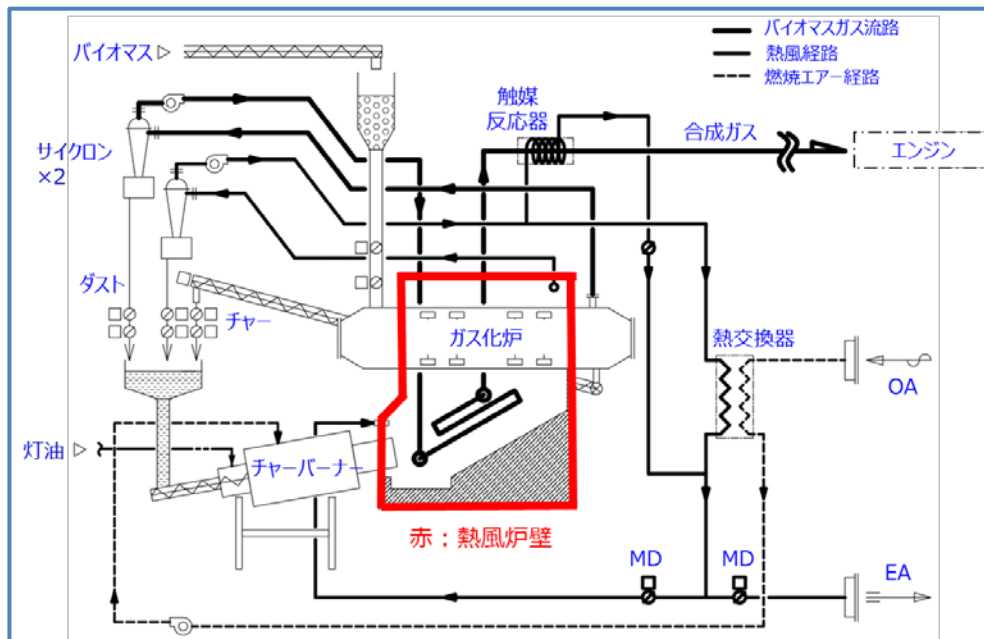 バイオマス
バイオマスガス流路
熱風経路
燃焼エアー経路
触媒
反応器
合成ガス
エンジン
サイクロン
×2
ダスト
チャー
ガス化炉
熱交換器
OA
灯油
チャーバーナー
赤：熱風炉壁
MD
MD
EA